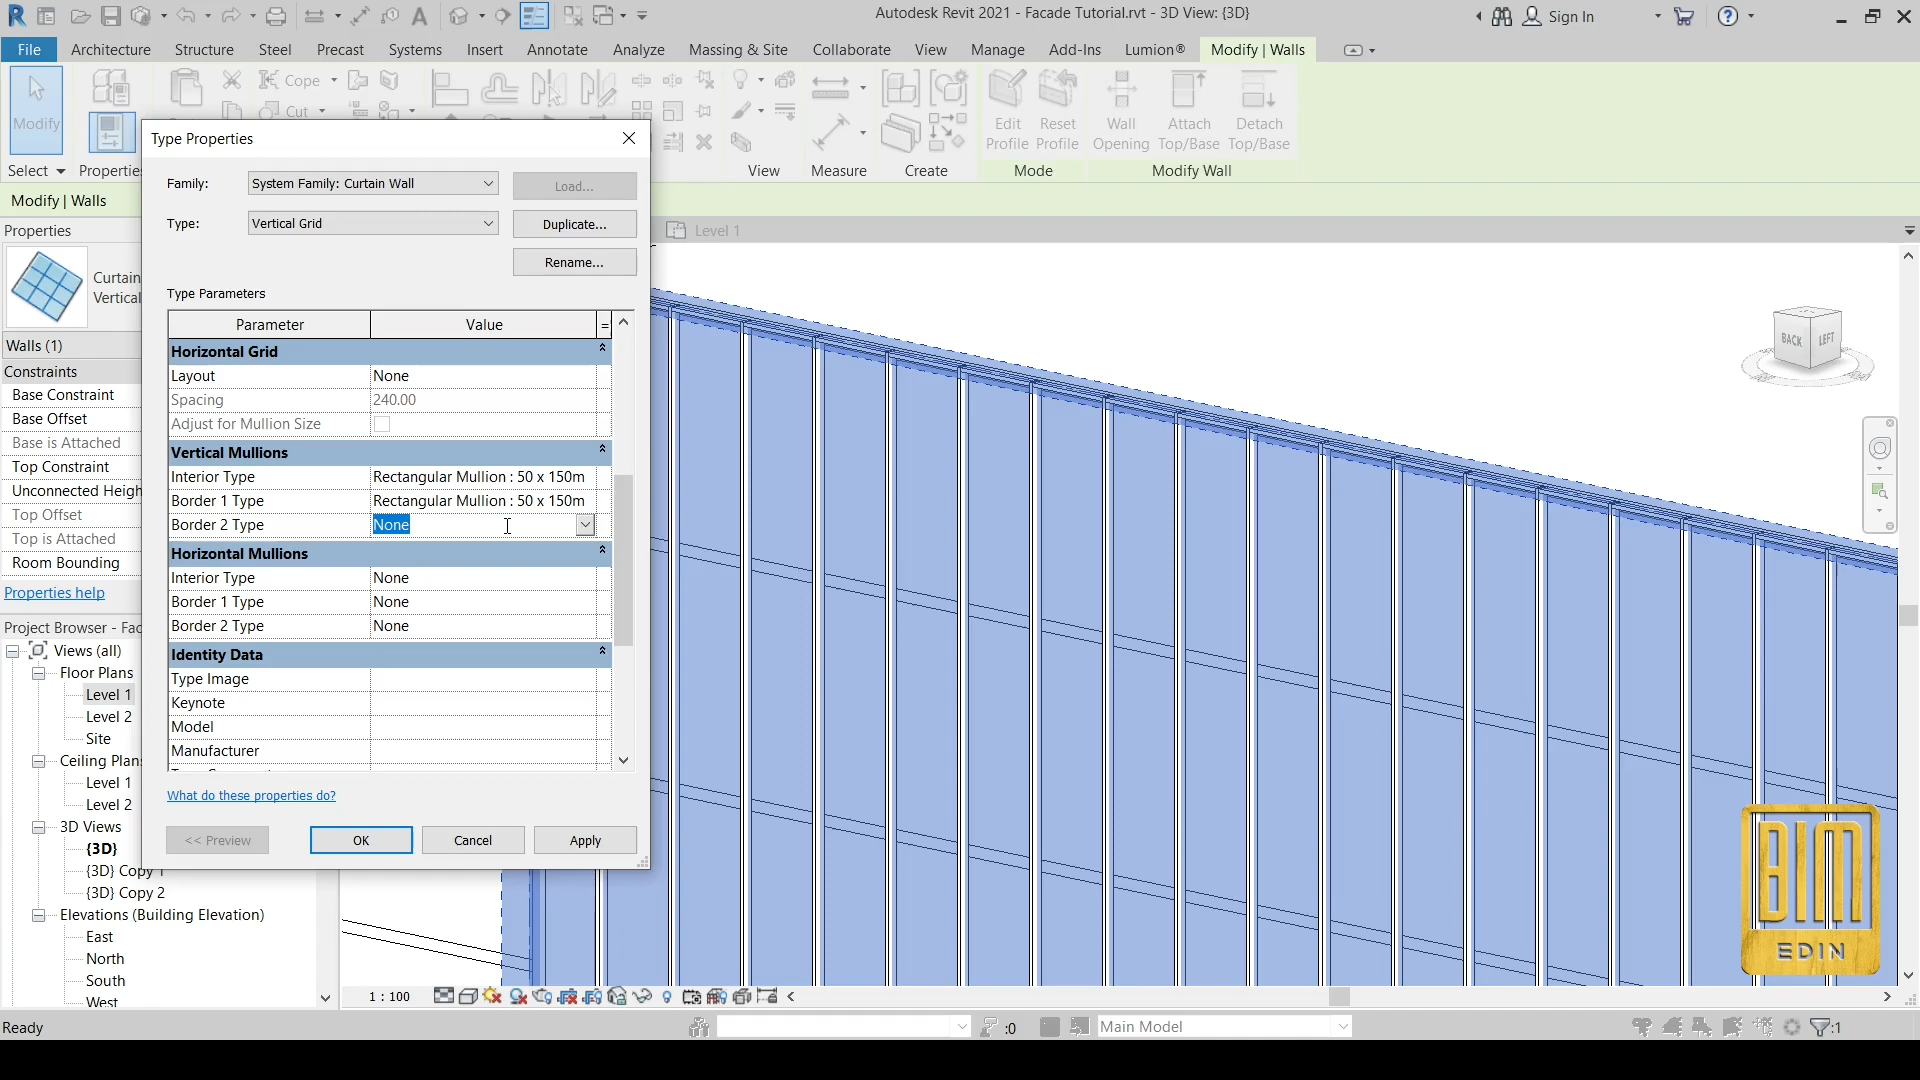 Autodesk Revit 2021 - Facade Tutorial.rvt - 3D View: {3D}
Sign In
File Architecture Structure Steel Precast Systems Insert Annotate Analyze Massing & Site Collaborate View Manage Add-Ins Lumion® Modify | Walls
Modify
Cope
Cut
Edit Profile
Reset Profile
Wall Opening
Attach Top/Base
Detach Top/Base
Select
View Measure Create Mode Modify Wall
Modify | Walls
Type Properties
Family: System Family: Curtain Wall Load...
Type: Vertical Grid Duplicate...
Rename...
Type Parameters
Parameter Value =
Horizontal Grid
Layout None
Spacing 240.00
Adjust for Mullion Size
Vertical Mullions
Interior Type Rectangular Mullion : 50 x 150m
Border 1 Type Rectangular Mullion : 50 x 150m
Border 2 Type None
Horizontal Mullions
Interior Type None
Border 1 Type None
Border 2 Type None
Identity Data
Type Image
Keynote
Model
Manufacturer
What do these properties do?
<< Preview OK Cancel Apply
Properties
Curtain
Vertical
Walls (1)
Constraints
Base Constraint
Base Offset
Base is Attached
Top Constraint
Unconnected Heigh
Top Offset
Top is Attached
Room Bounding
Properties help
Project Browser - Fac
Views (all)
Floor Plans
Level 1
Level 2
Site
Ceiling Plans
Level 1
Level 2
3D Views
{3D}
{3D} Copy 1
{3D} Copy 2
Elevations (Building Elevation)
East
North
South
West
Level 1
BACK LEFT
BIM
EDIN
1 : 100
Ready
:0
Main Model
:1